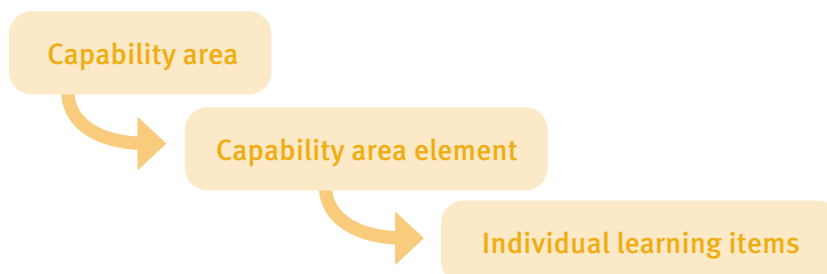 Capability area
Capability area element
Individual learning items